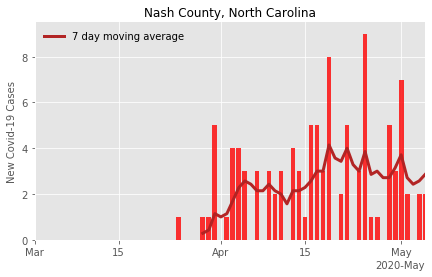 Nash County, North Carolina
7 day moving average
New Covid-19 Cases
8
6
4
2
0
Mar 15 Apr 15 May
2020-May